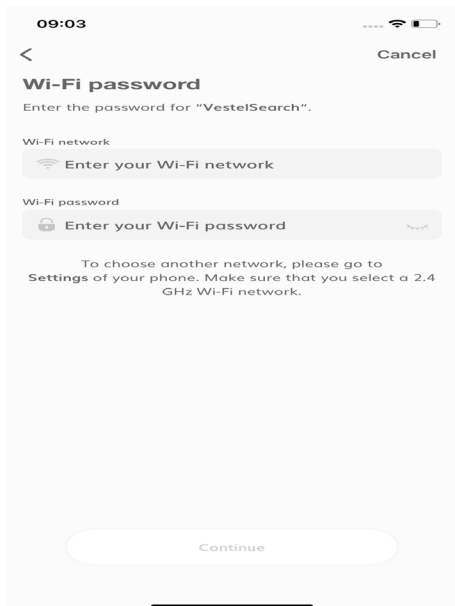 09:03
Cancel
Wi-Fi password
Enter the password for "VestelSearch".
Wi-Fi network
Enter your Wi-Fi network
Wi-Fi password
Enter your Wi-Fi password
To choose another network, please go to
Settings of your phone. Make sure that you select a 2.4
GHz Wi-Fi network.
Continue